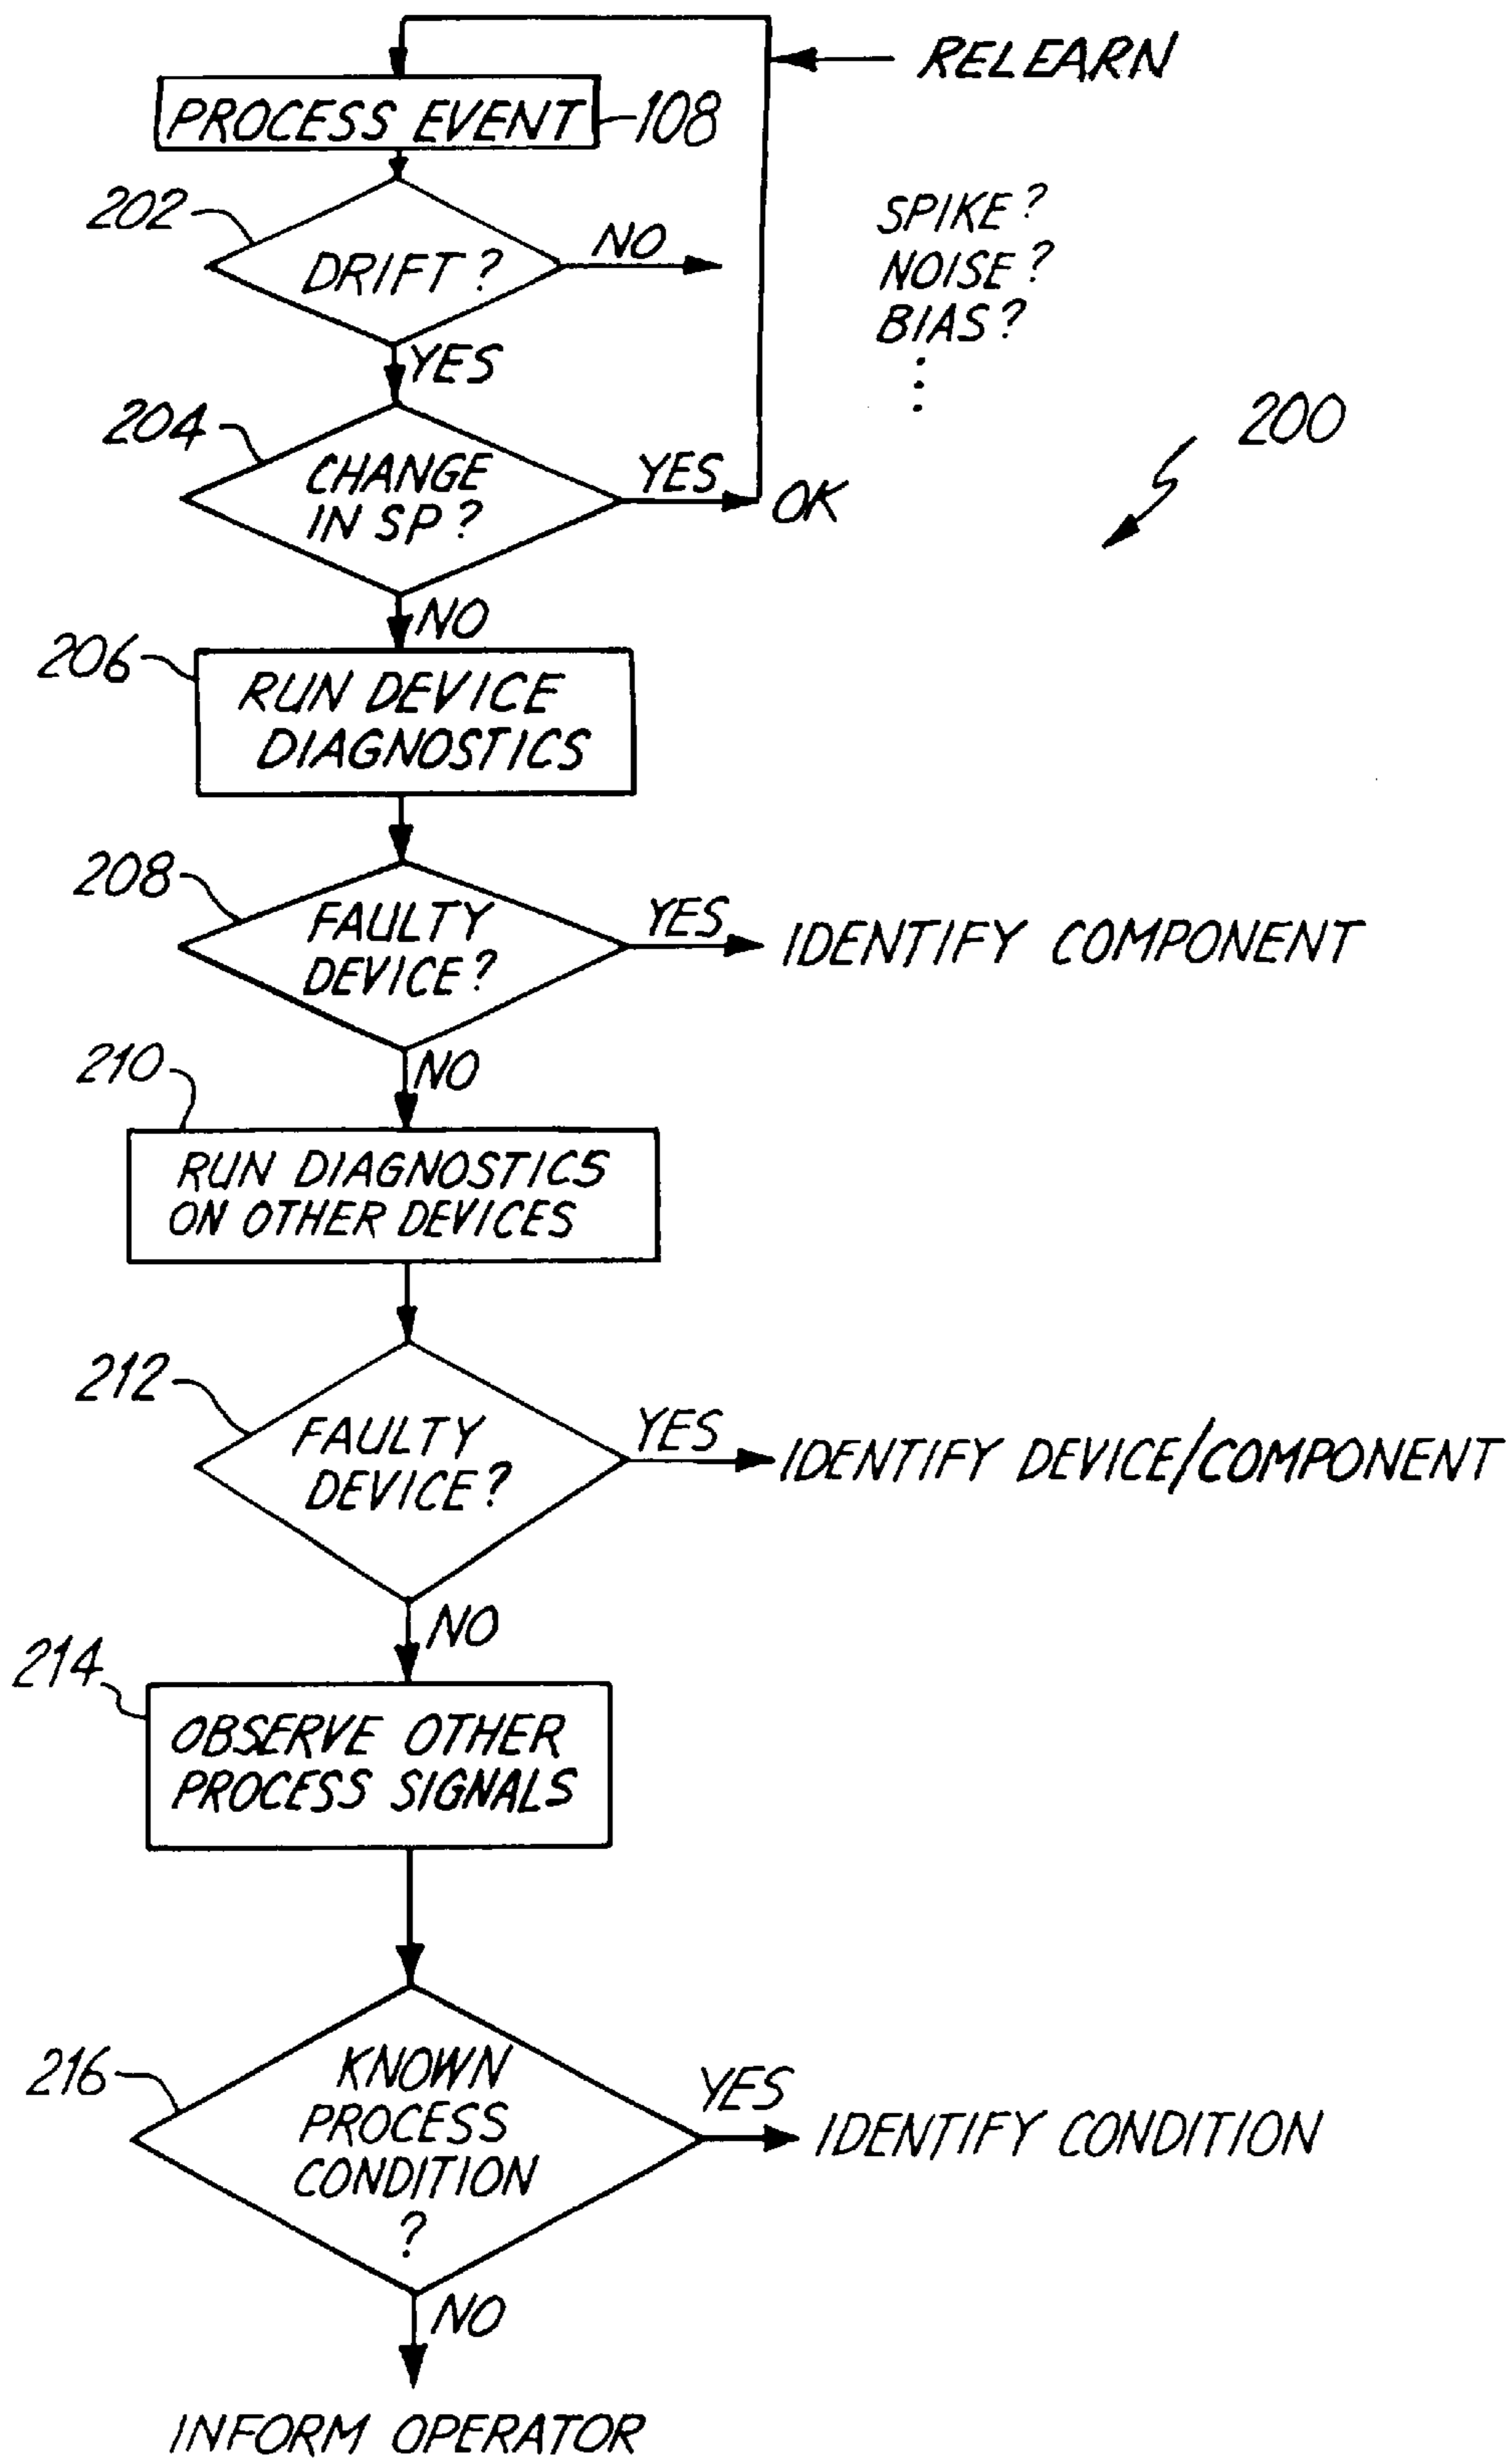 RELEARN
PROCESS EVENT
108
202
DRIFT?
NO
SPIKE?
NOISE?
BIAS?
YES
200
204
CHANGE
IN SP?
YES
OK
NO
206
RUN DEVICE
DIAGNOSTICS
208
FAULTY
DEVICE?
YES
IDENTIFY COMPONENT
NO
210
RUN DIAGNOSTICS
ON OTHER DEVICES
212
FAULTY
DEVICE?
YES
IDENTIFY DEVICE/COMPONENT
NO
214
OBSERVE OTHER
PROCESS SIGNALS
216
KNOWN
PROCESS
CONDITION
?
YES
IDENTIFY CONDITION
NO
INFORM OPERATOR